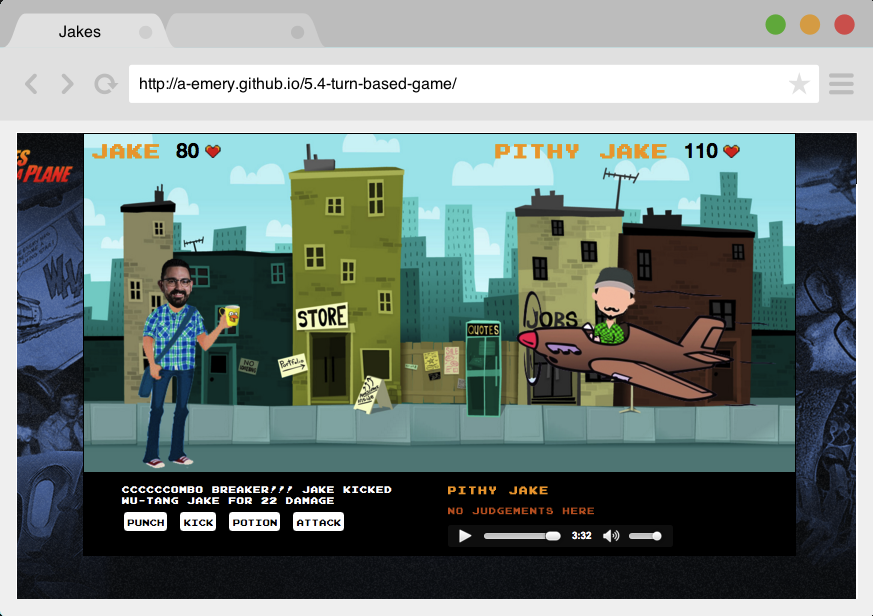 Jakes
http://a-emery.github.io/5.4-turn-based-game/
A PLANE
JAKE 80
PITHY JAKE 110
STORE
JOBS
QUOTES
NO
Portfolio
CCCCCCOMBO BREAKER!!! JAKE KICKED
WU-TANG JAKE FOR 22 DAMAGE
PUNCH KICK POTION ATTACK
PITHY JAKE
NO JUDGEMENTS HERE
3:32